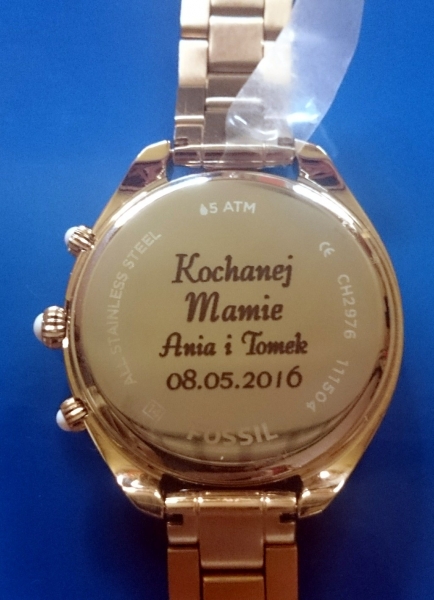 5 ATM
ALL STAINLESS STEEL
CE
CH2976 111504
Kochanej
Mamie
Ania i Tomek
08.05.2016
FOSSIL